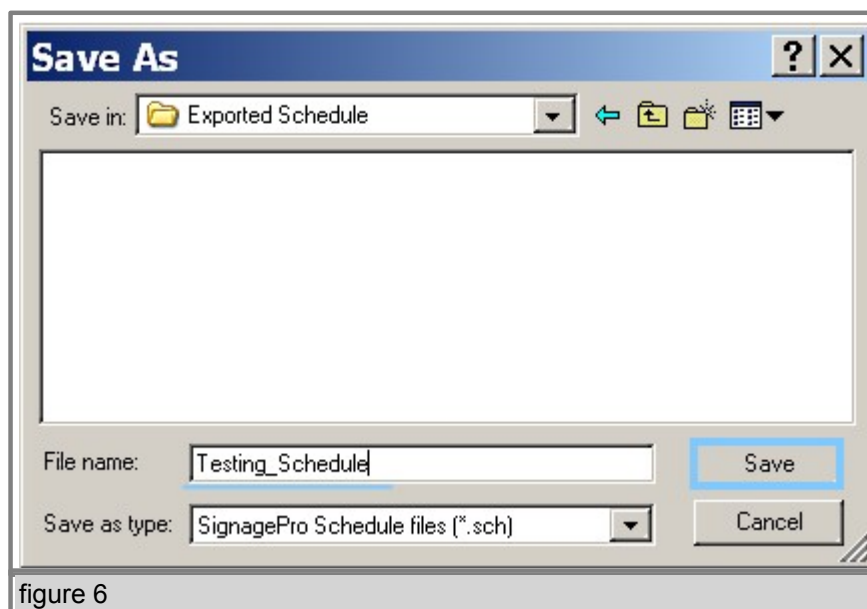 Save As
Save in: Exported Schedule
File name: Testing_Schedule
Save
Save as type: SignagePro Schedule files (*.sch)
Cancel
figure 6